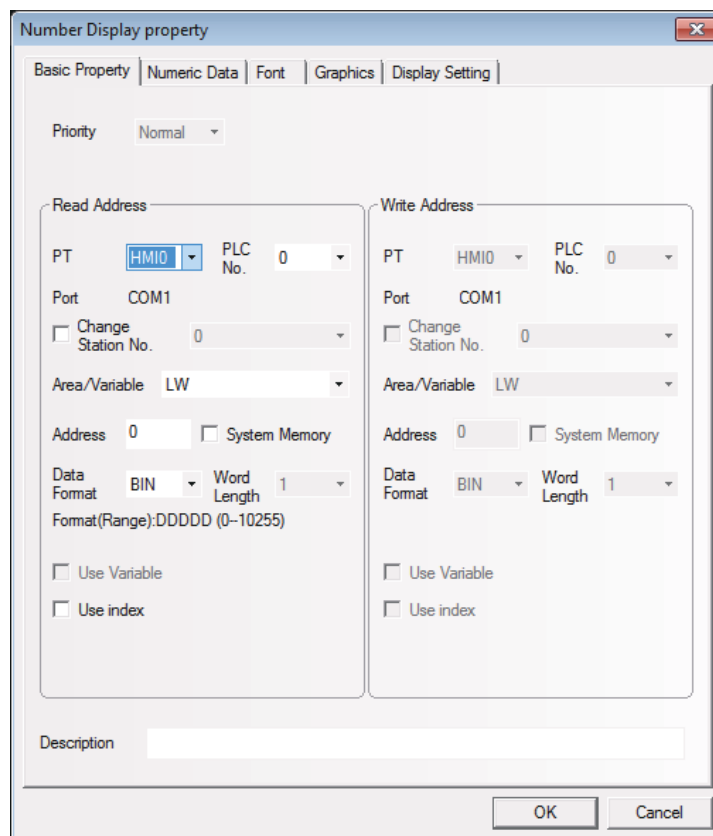 Number Display property
Basic Property Numeric Data Font Graphics Display Setting
Priority Normal
Read Address
PT HMI0 PLC No. 0
Port COM1
Change Station No. 0
Area/Variable LW
Address 0 System Memory
Data Format BIN Word Length 1
Format(Range):DDDDD (0--10255)
Use Variable
Use index
Write Address
PT HMI0 PLC No. 0
Port COM1
Change Station No. 0
Area/Variable LW
Address 0 System Memory
Data Format BIN Word Length 1
Use Variable
Use index
Description
OK Cancel